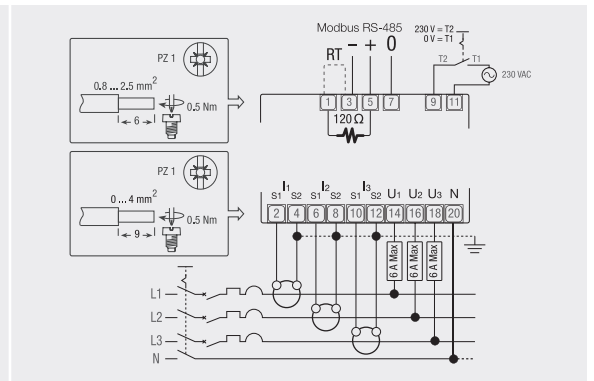 PZ 1
0.8 ... 2.5 mm²
6
0.5 Nm
Modbus RS-485
RT – + 0
230 V = T2
0 V = T1
T2 T1
230 VAC
1 3 5 7 9 11
120 Ω
PZ 1
0 ... 4 mm²
9
0.5 Nm
I1 I2 I3
S1 S2 S1 S2 S1 S2 U1 U2 U3 N
2 4 6 8 10 12 14 16 18 20
6 A Max 6 A Max 6 A Max
L1
L2
L3
N